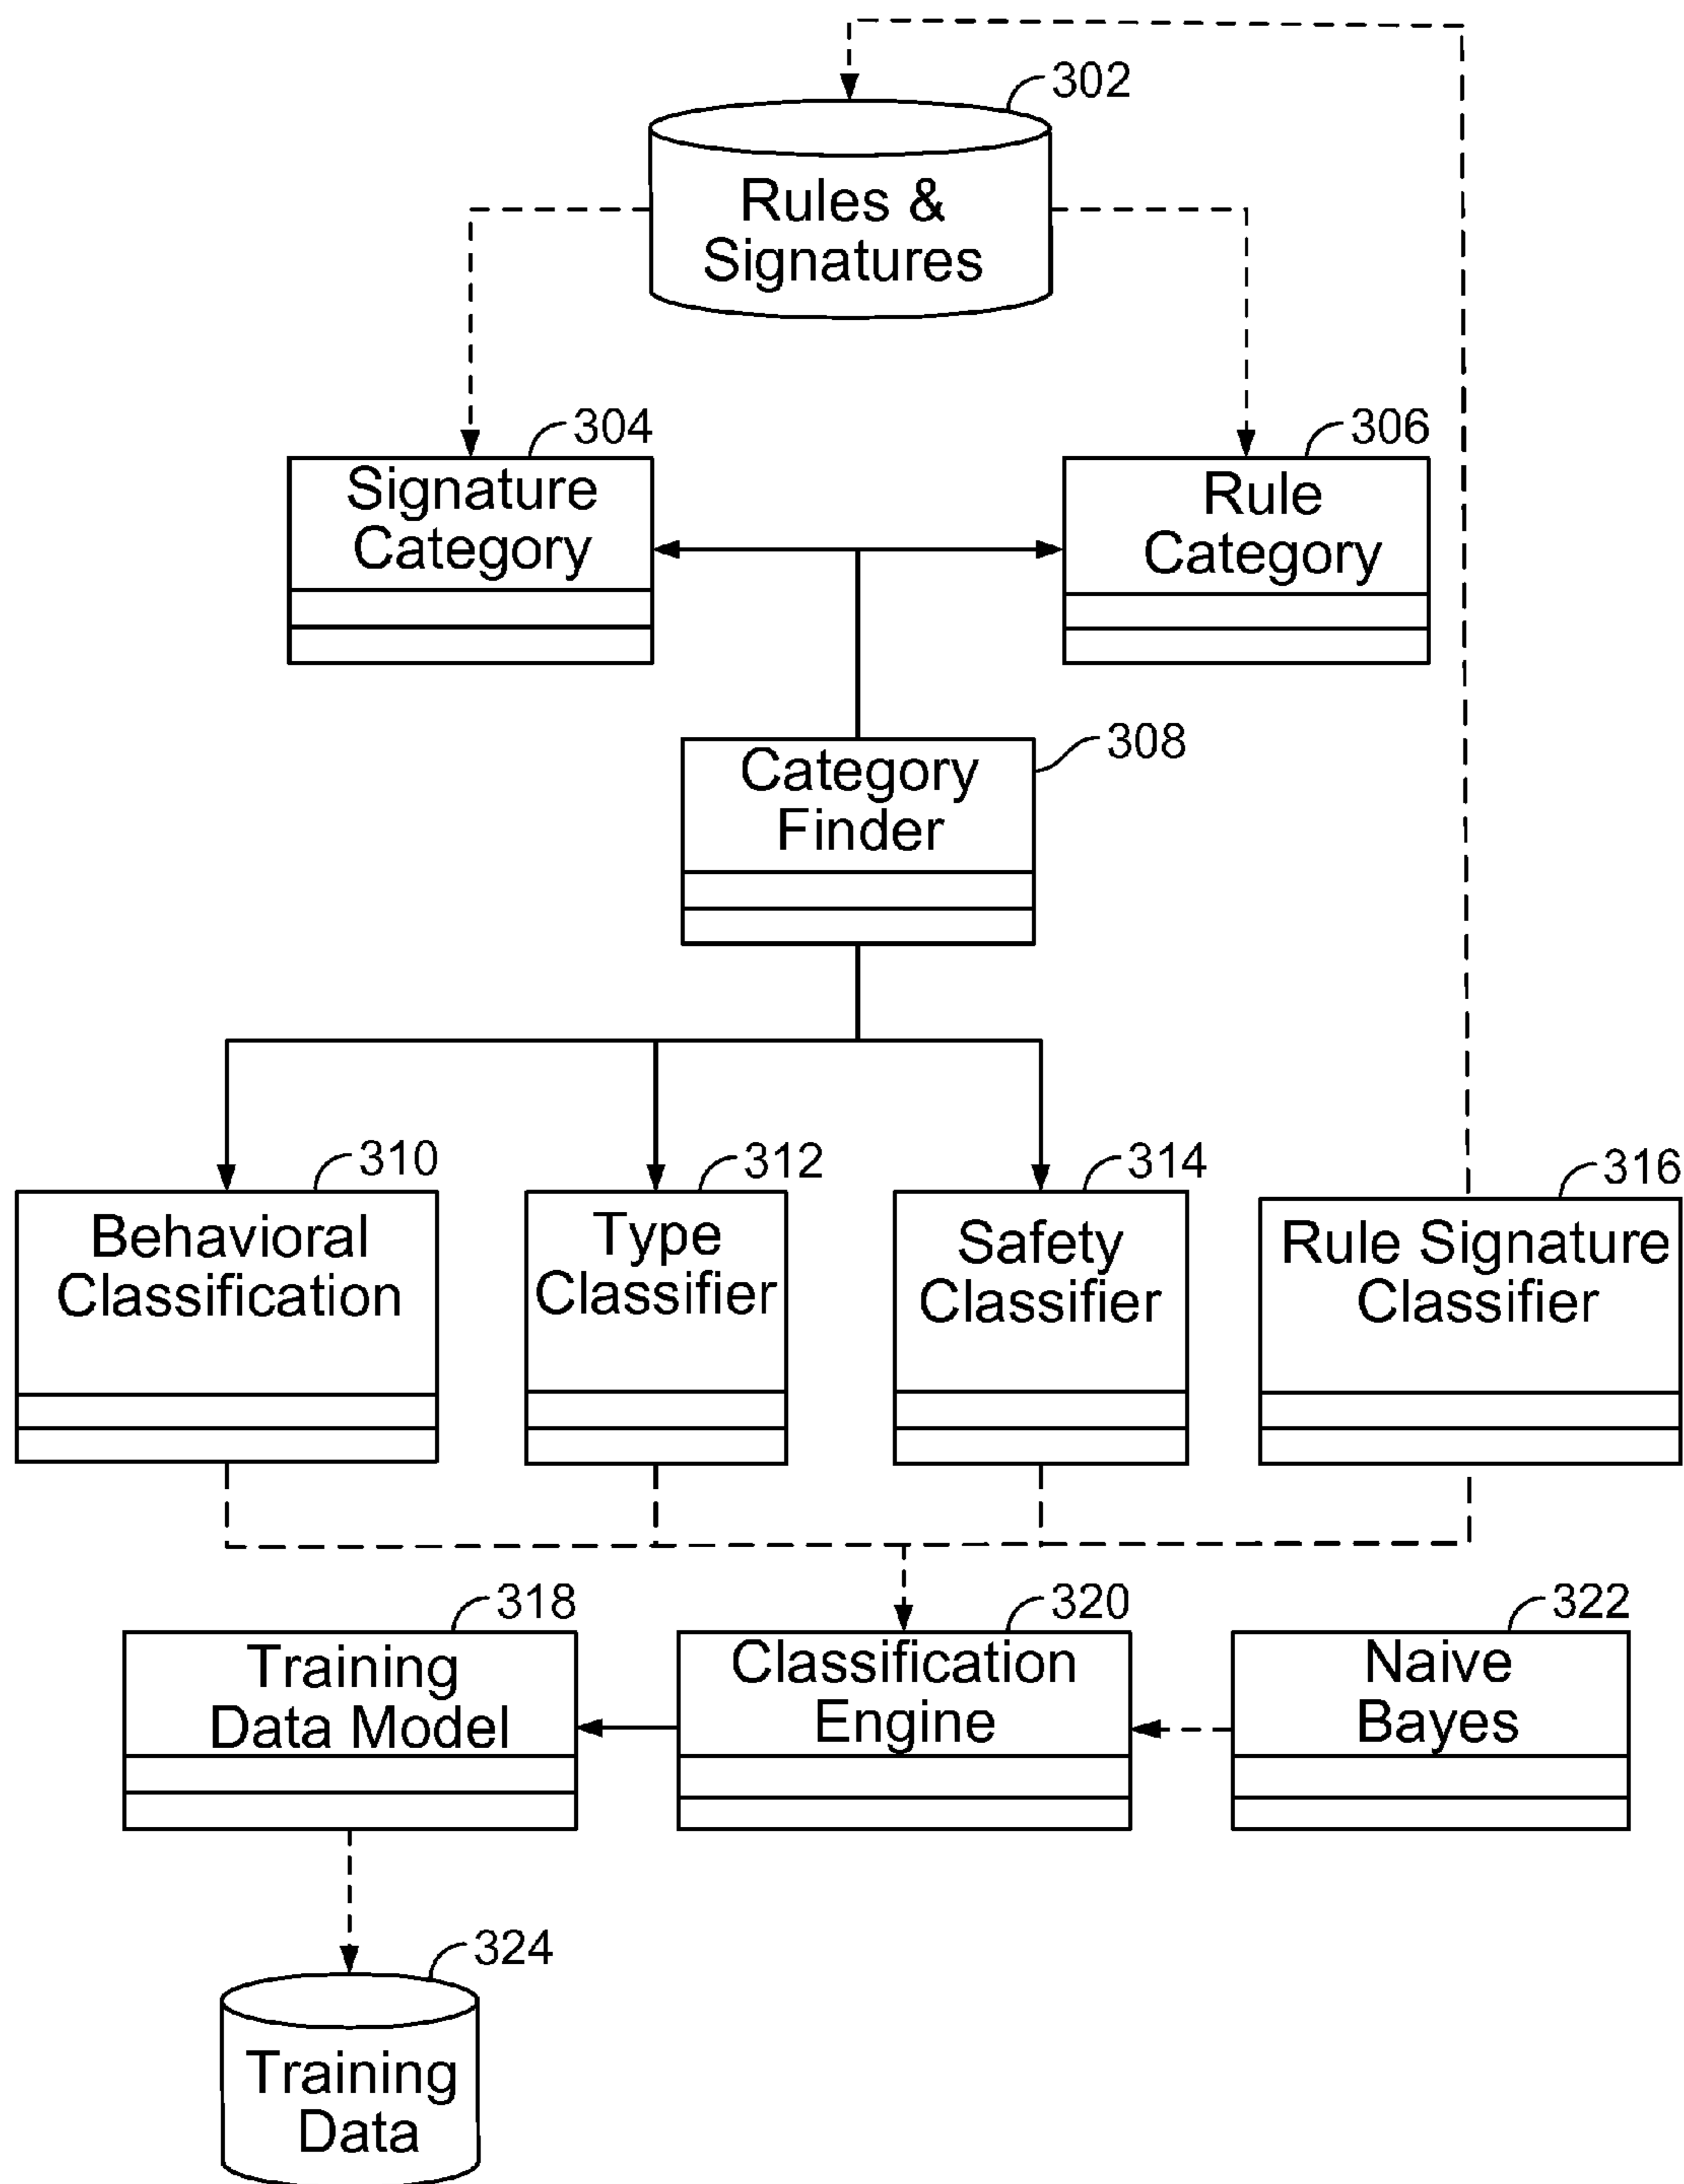 302
Rules &
Signatures
304
Signature
Category
306
Rule
Category
308
Category
Finder
310
Behavioral
Classification
312
Type
Classifier
314
Safety
Classifier
316
Rule Signature
Classifier
318
Training
Data Model
320
Classification
Engine
322
Naive
Bayes
324
Training
Data